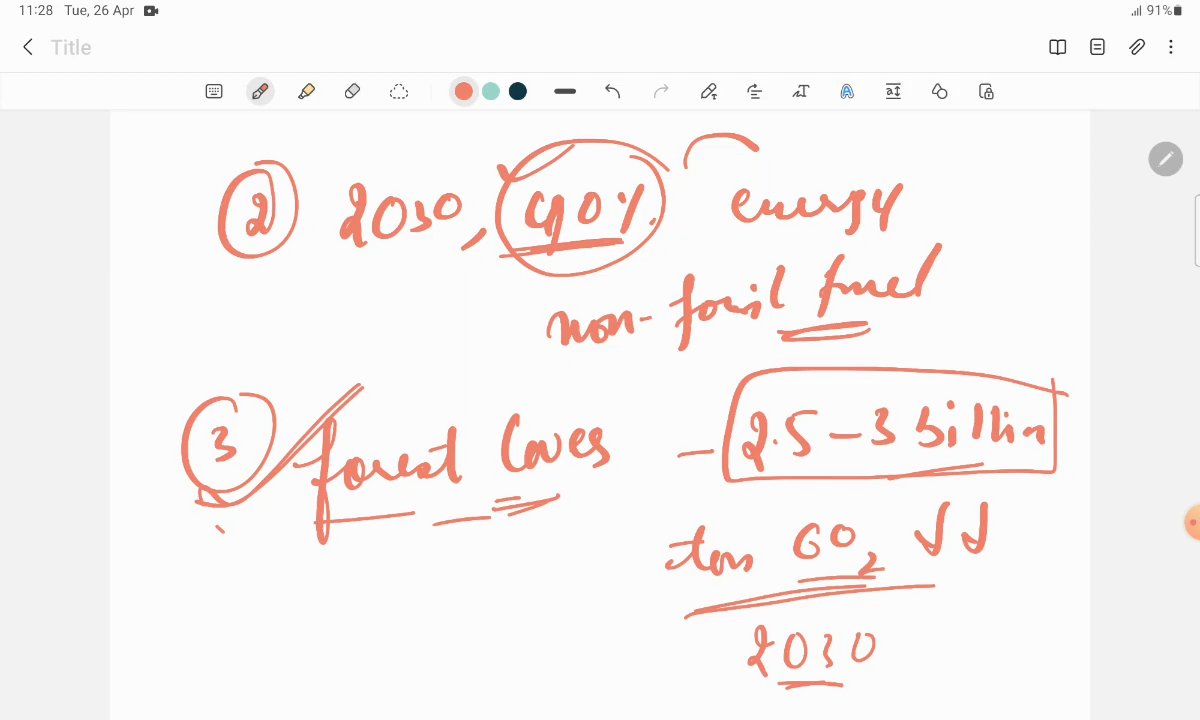 11:28 Tue, 26 Apr 91%
Title
② 2030, 40% energy
non-fossil fuel
③ forest cover - 2.5-3 billion
ton CO₂ ↓↓
2030